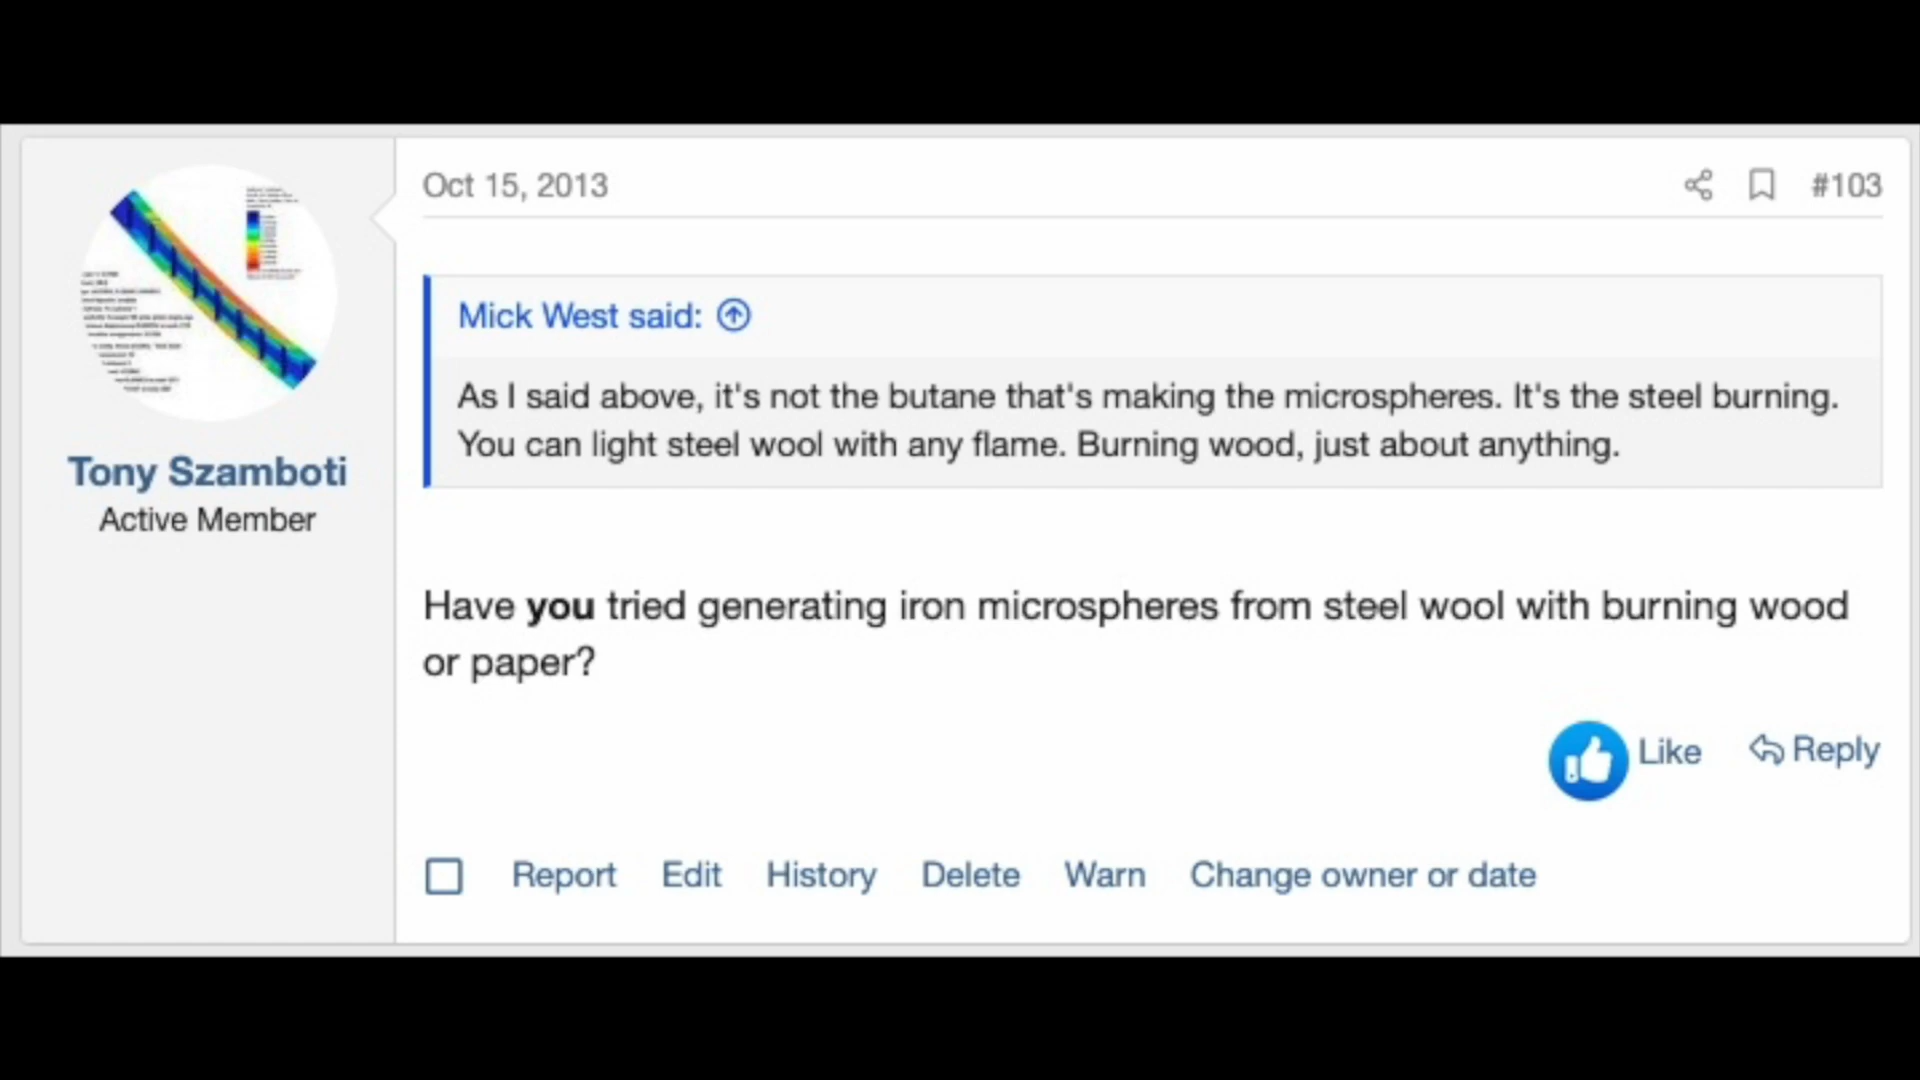 Oct 15, 2013
#103
Mick West said:
As I said above, it's not the butane that's making the microspheres. It's the steel burning.
You can light steel wool with any flame. Burning wood, just about anything.
Tony Szamboti
Active Member
Have you tried generating iron microspheres from steel wool with burning wood
or paper?
Like
Reply
Report
Edit
History
Delete
Warn
Change owner or date